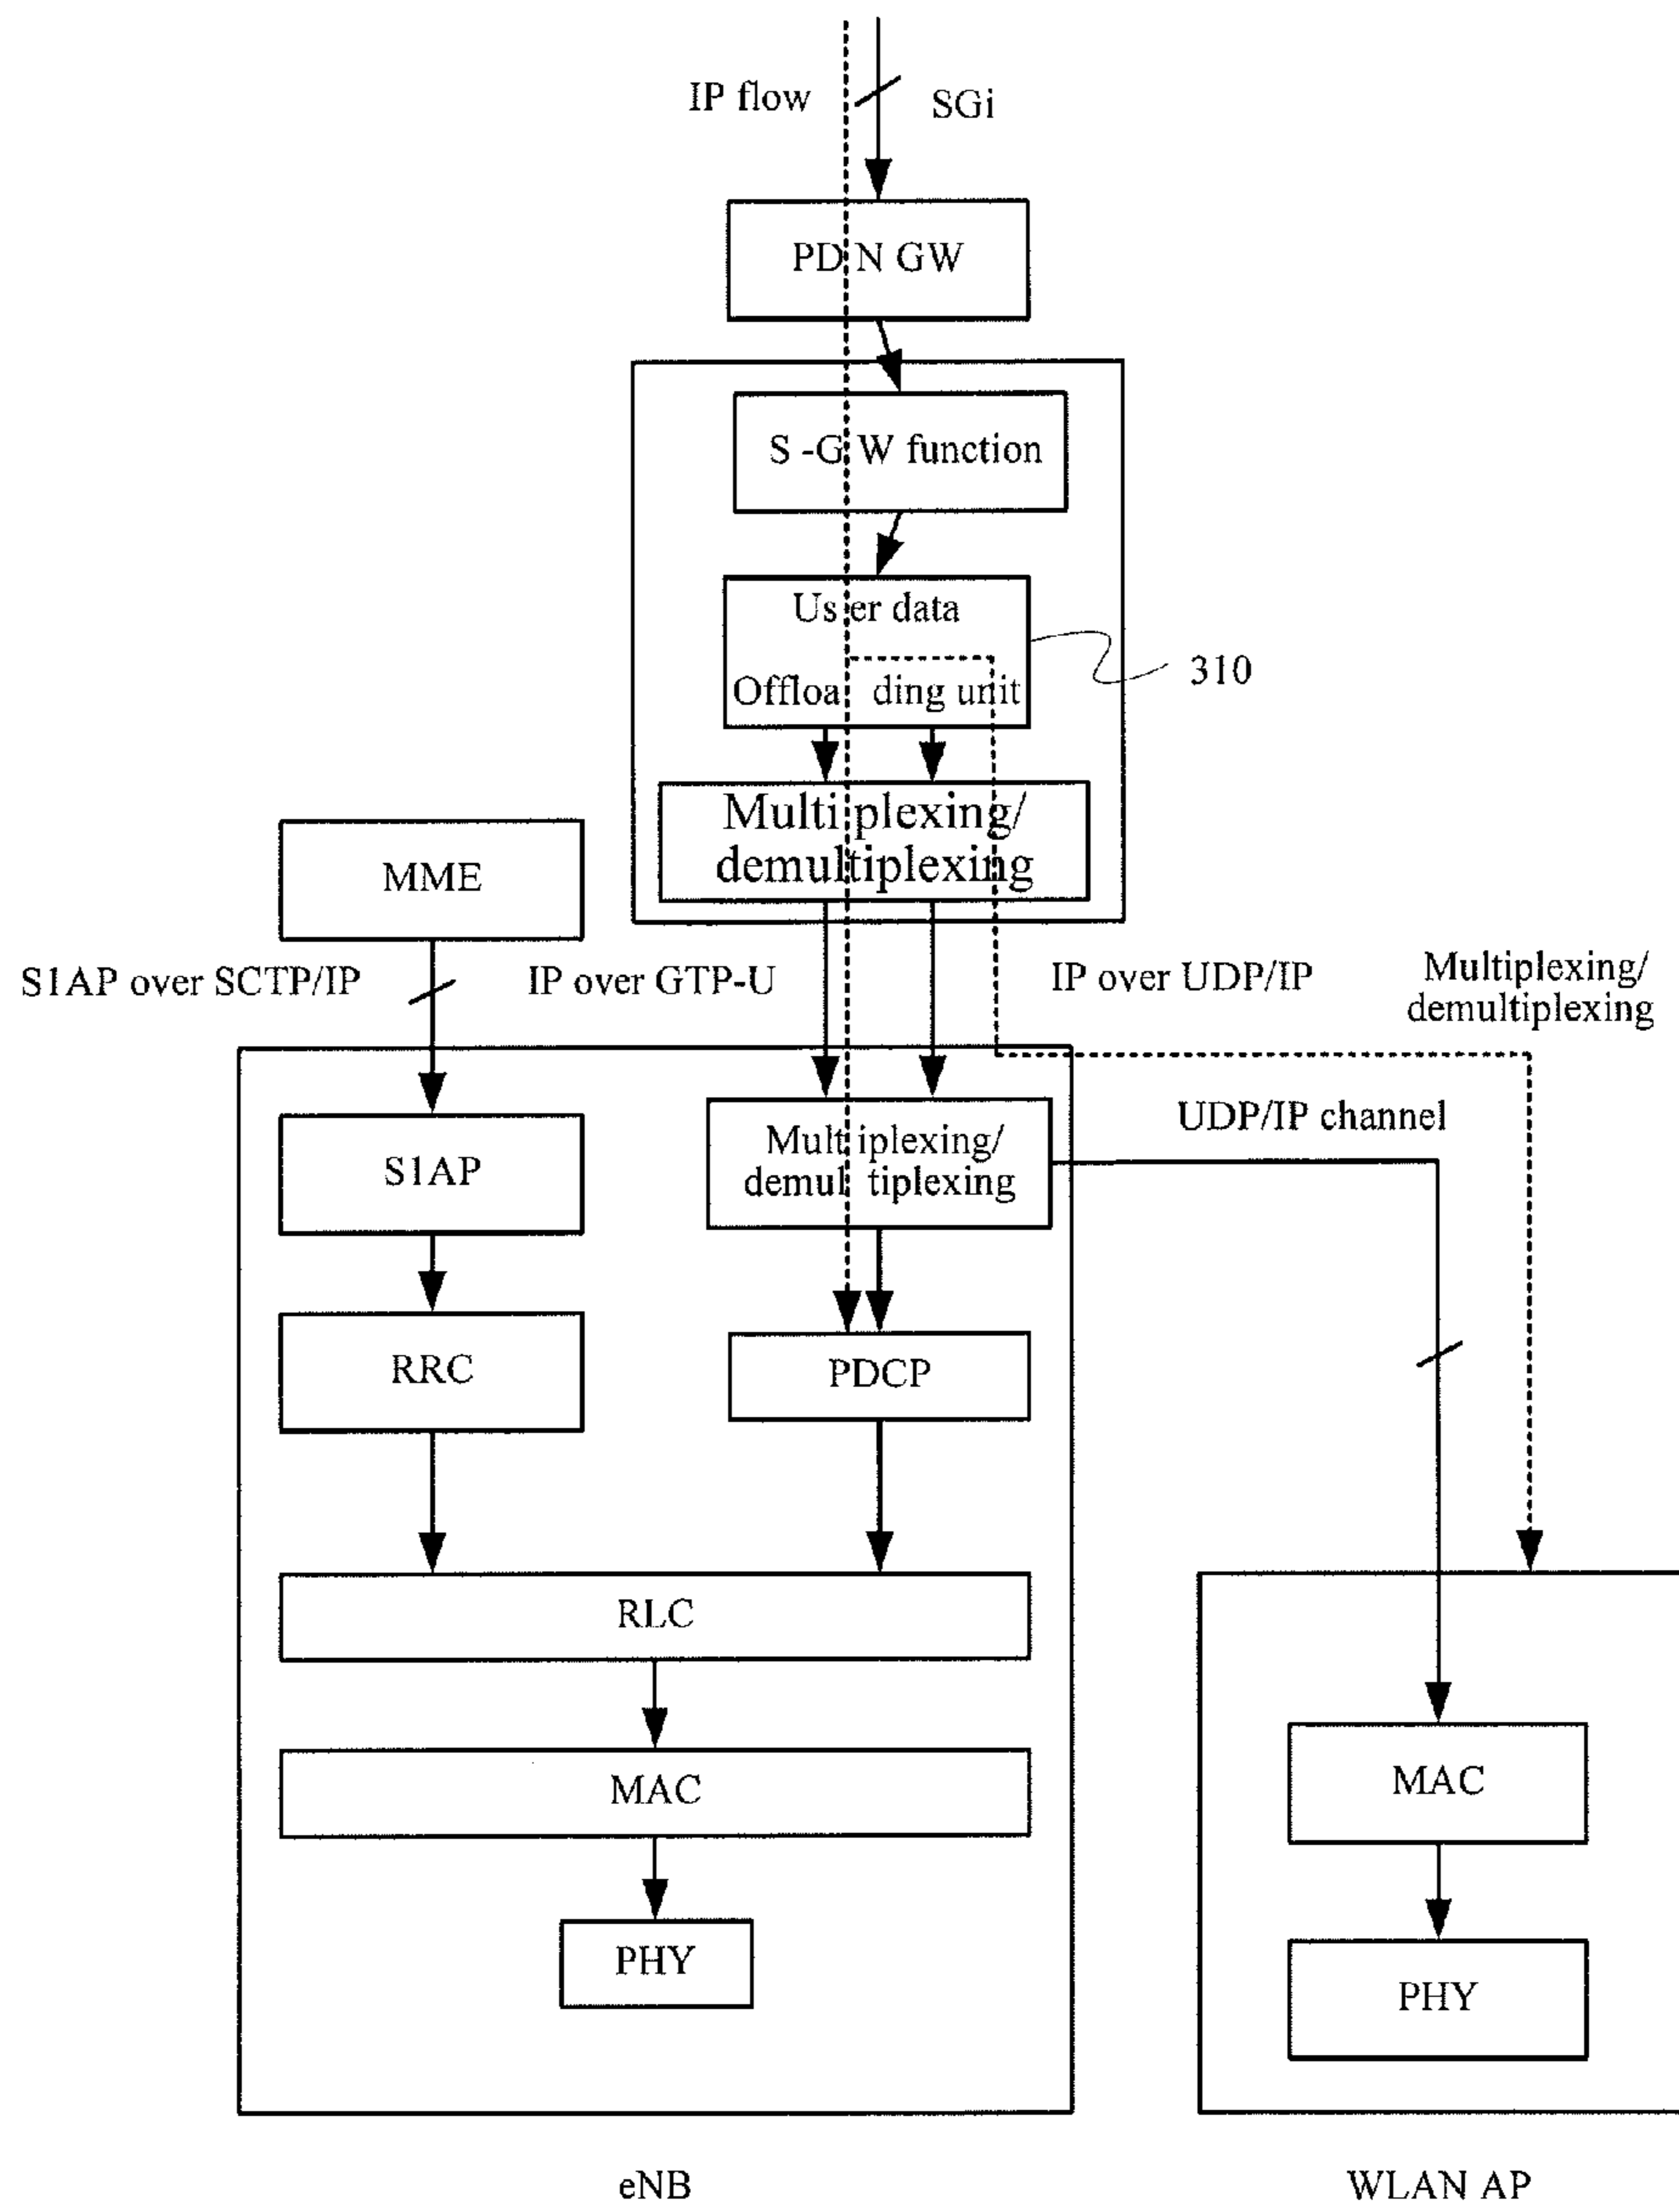 IP flow
SGi
PDN GW
S-GW function
User data
Offloading unit
310
Multiplexing/
demultiplexing
MME
S1AP over SCTP/IP
IP over GTP-U
IP over UDP/IP
Multiplexing/
demultiplexing
UDP/IP channel
S1AP
Multiplexing/
demultiplexing
RRC
PDCP
RLC
MAC
MAC
PHY
PHY
eNB
WLAN AP